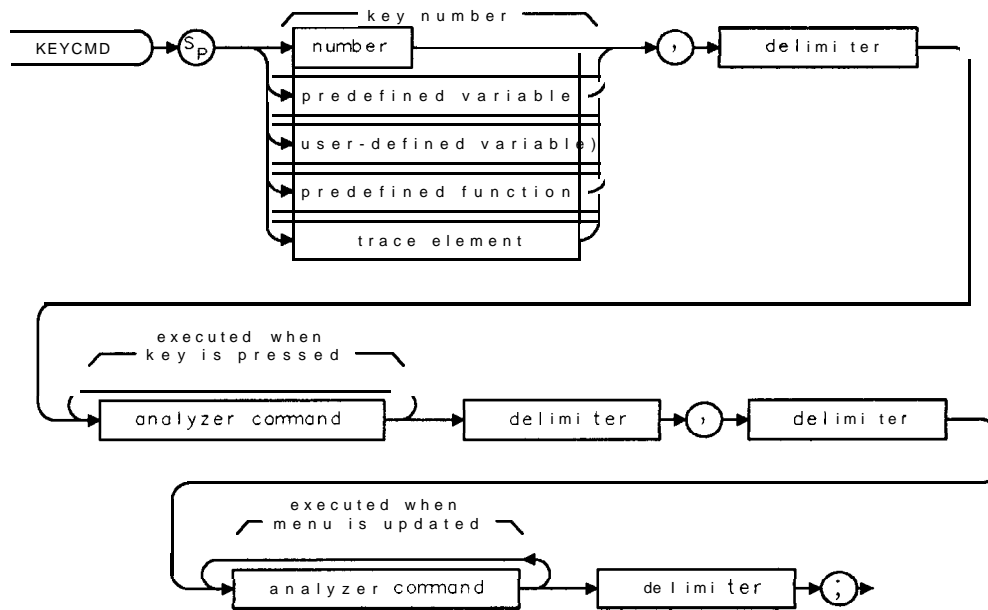 key number
KEYCMD SP number , delimiter
predefined variable
user-defined variable)
predefined function
trace element
executed when
key is pressed
analyzer command delimiter , delimiter
executed when
menu is updated
analyzer command delimiter ;